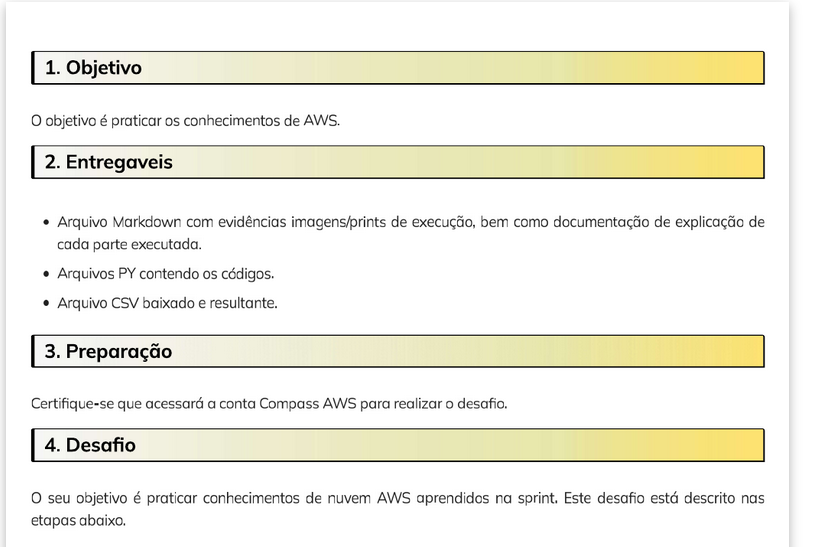 1. Objetivo
O objetivo é praticar os conhecimentos de AWS.
2. Entregaveis
• Arquivo Markdown com evidências imagens/prints de execução, bem como documentação de explicação de
cada parte executada.
• Arquivos PY contendo os códigos.
• Arquivo CSV baixado e resultante.
3. Preparação
Certifique-se que acessará a conta Compass AWS para realizar o desafio.
4. Desafio
O seu objetivo é praticar conhecimentos de nuvem AWS aprendidos na sprint. Este desafio está descrito nas
etapas abaixo.